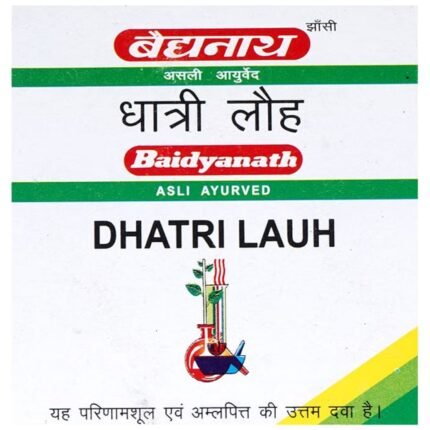 बैद्यनाथ
झाँसी
असली आयुर्वेद
धात्री लौह
Baidyanath
ASLI AYURVED
DHATRI LAUH
यह परिणामशूल एवं अम्लपित्त की उत्तम दवा है।